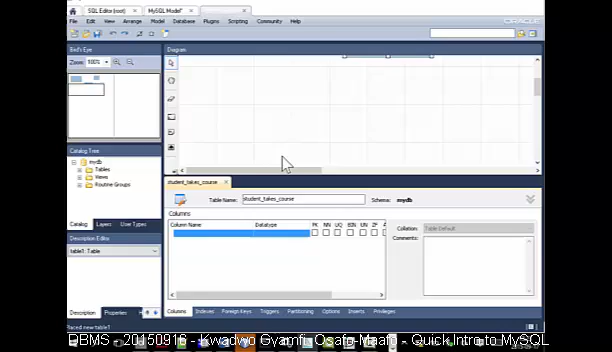 SQL Editor (root) × MySQL Model* × ×
File Edit View Arrange Model Database Plugins Scripting Community Help
Bird's Eye
Zoom 100%
Diagram
Catalog Tree
mydb
Tables
Views
Routine Groups
Catalog Layers User Types
Description Editor
table1: Table
Description Properties
Placed new table1
student_takes_course ×
Table Name: student_takes_course Schema: mydb
Columns
Column Name Datatype PK NN UQ BIN UN ZF
Collation: Table Default
Comments:
Columns Indexes Foreign Keys Triggers Partitioning Options Inserts Privileges
DBMS - 20150916 - Kwadwo Gyamfi Osafo-Maafo - Quick Intro to MySQL